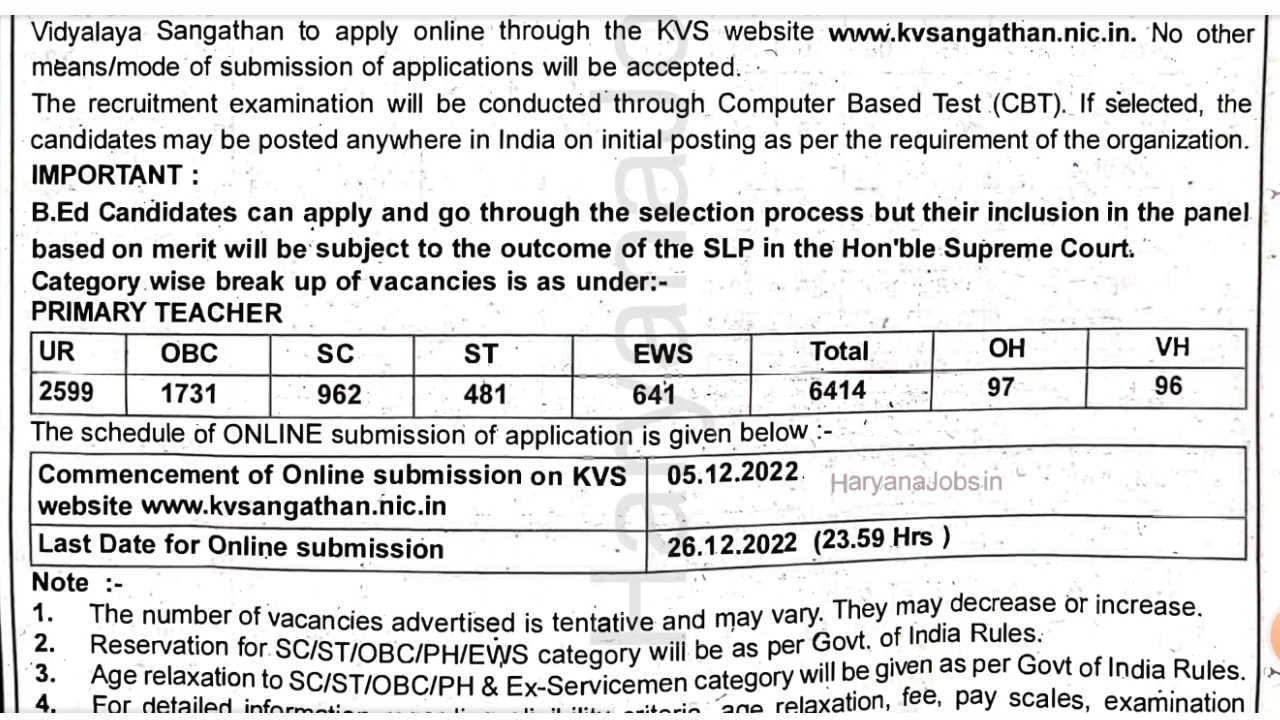 Vidyalaya Sangathan to apply online through the KVS website www.kvsangathan.nic.in. No other
means/mode of submission of applications will be accepted.
The recruitment examination will be conducted through Computer Based Test (CBT). If selected, the
candidates may be posted anywhere in India on initial posting as per the requirement of the organization.
IMPORTANT :
B.Ed Candidates can apply and go through the selection process but their inclusion in the panel
based on merit will be subject to the outcome of the SLP in the Hon'ble Supreme Court.
Category wise break up of vacancies is as under:-
PRIMARY TEACHER
UR OBC SC ST EWS Total OH VH
2599 1731 962 481 641 6414 97 96
The schedule of ONLINE submission of application is given below :-
Commencement of Online submission on KVS 05.12.2022 HaryanaJobs.in
website www.kvsangathan.nic.in
Last Date for Online submission 26.12.2022 (23.59 Hrs )
Note :-
1. The number of vacancies advertised is tentative and may vary. They may decrease or increase.
2. Reservation for SC/ST/OBC/PH/EWS category will be as per Govt. of India Rules.
3. Age relaxation to SC/ST/OBC/PH & Ex-Servicemen category will be given as per Govt of India Rules.
4. For detailed information regarding eligibility criteria, age relaxation, fee, pay scales, examination
HaryanaJo